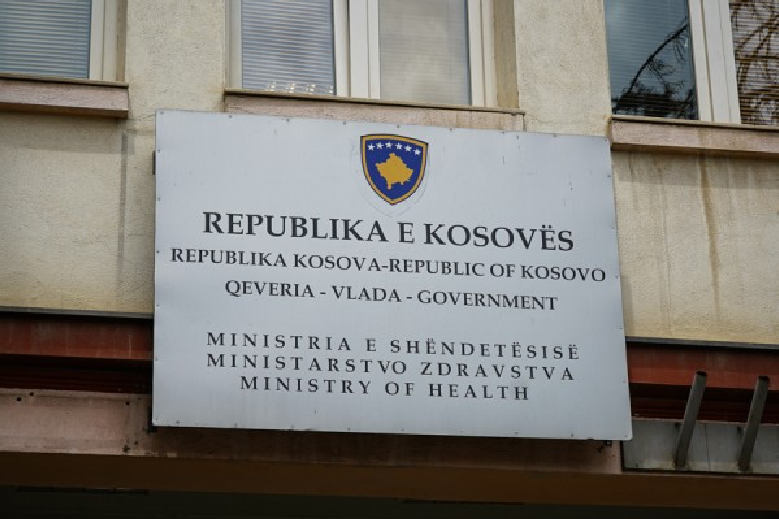 REPUBLIKA E KOSOVËS
REPUBLIKA KOSOVA-REPUBLIC OF KOSOVO
QEVERIA - VLADA - GOVERNMENT
MINISTRIA E SHËNDETËSISË
MINISTARSTVO ZDRAVSTVA
MINISTRY OF HEALTH